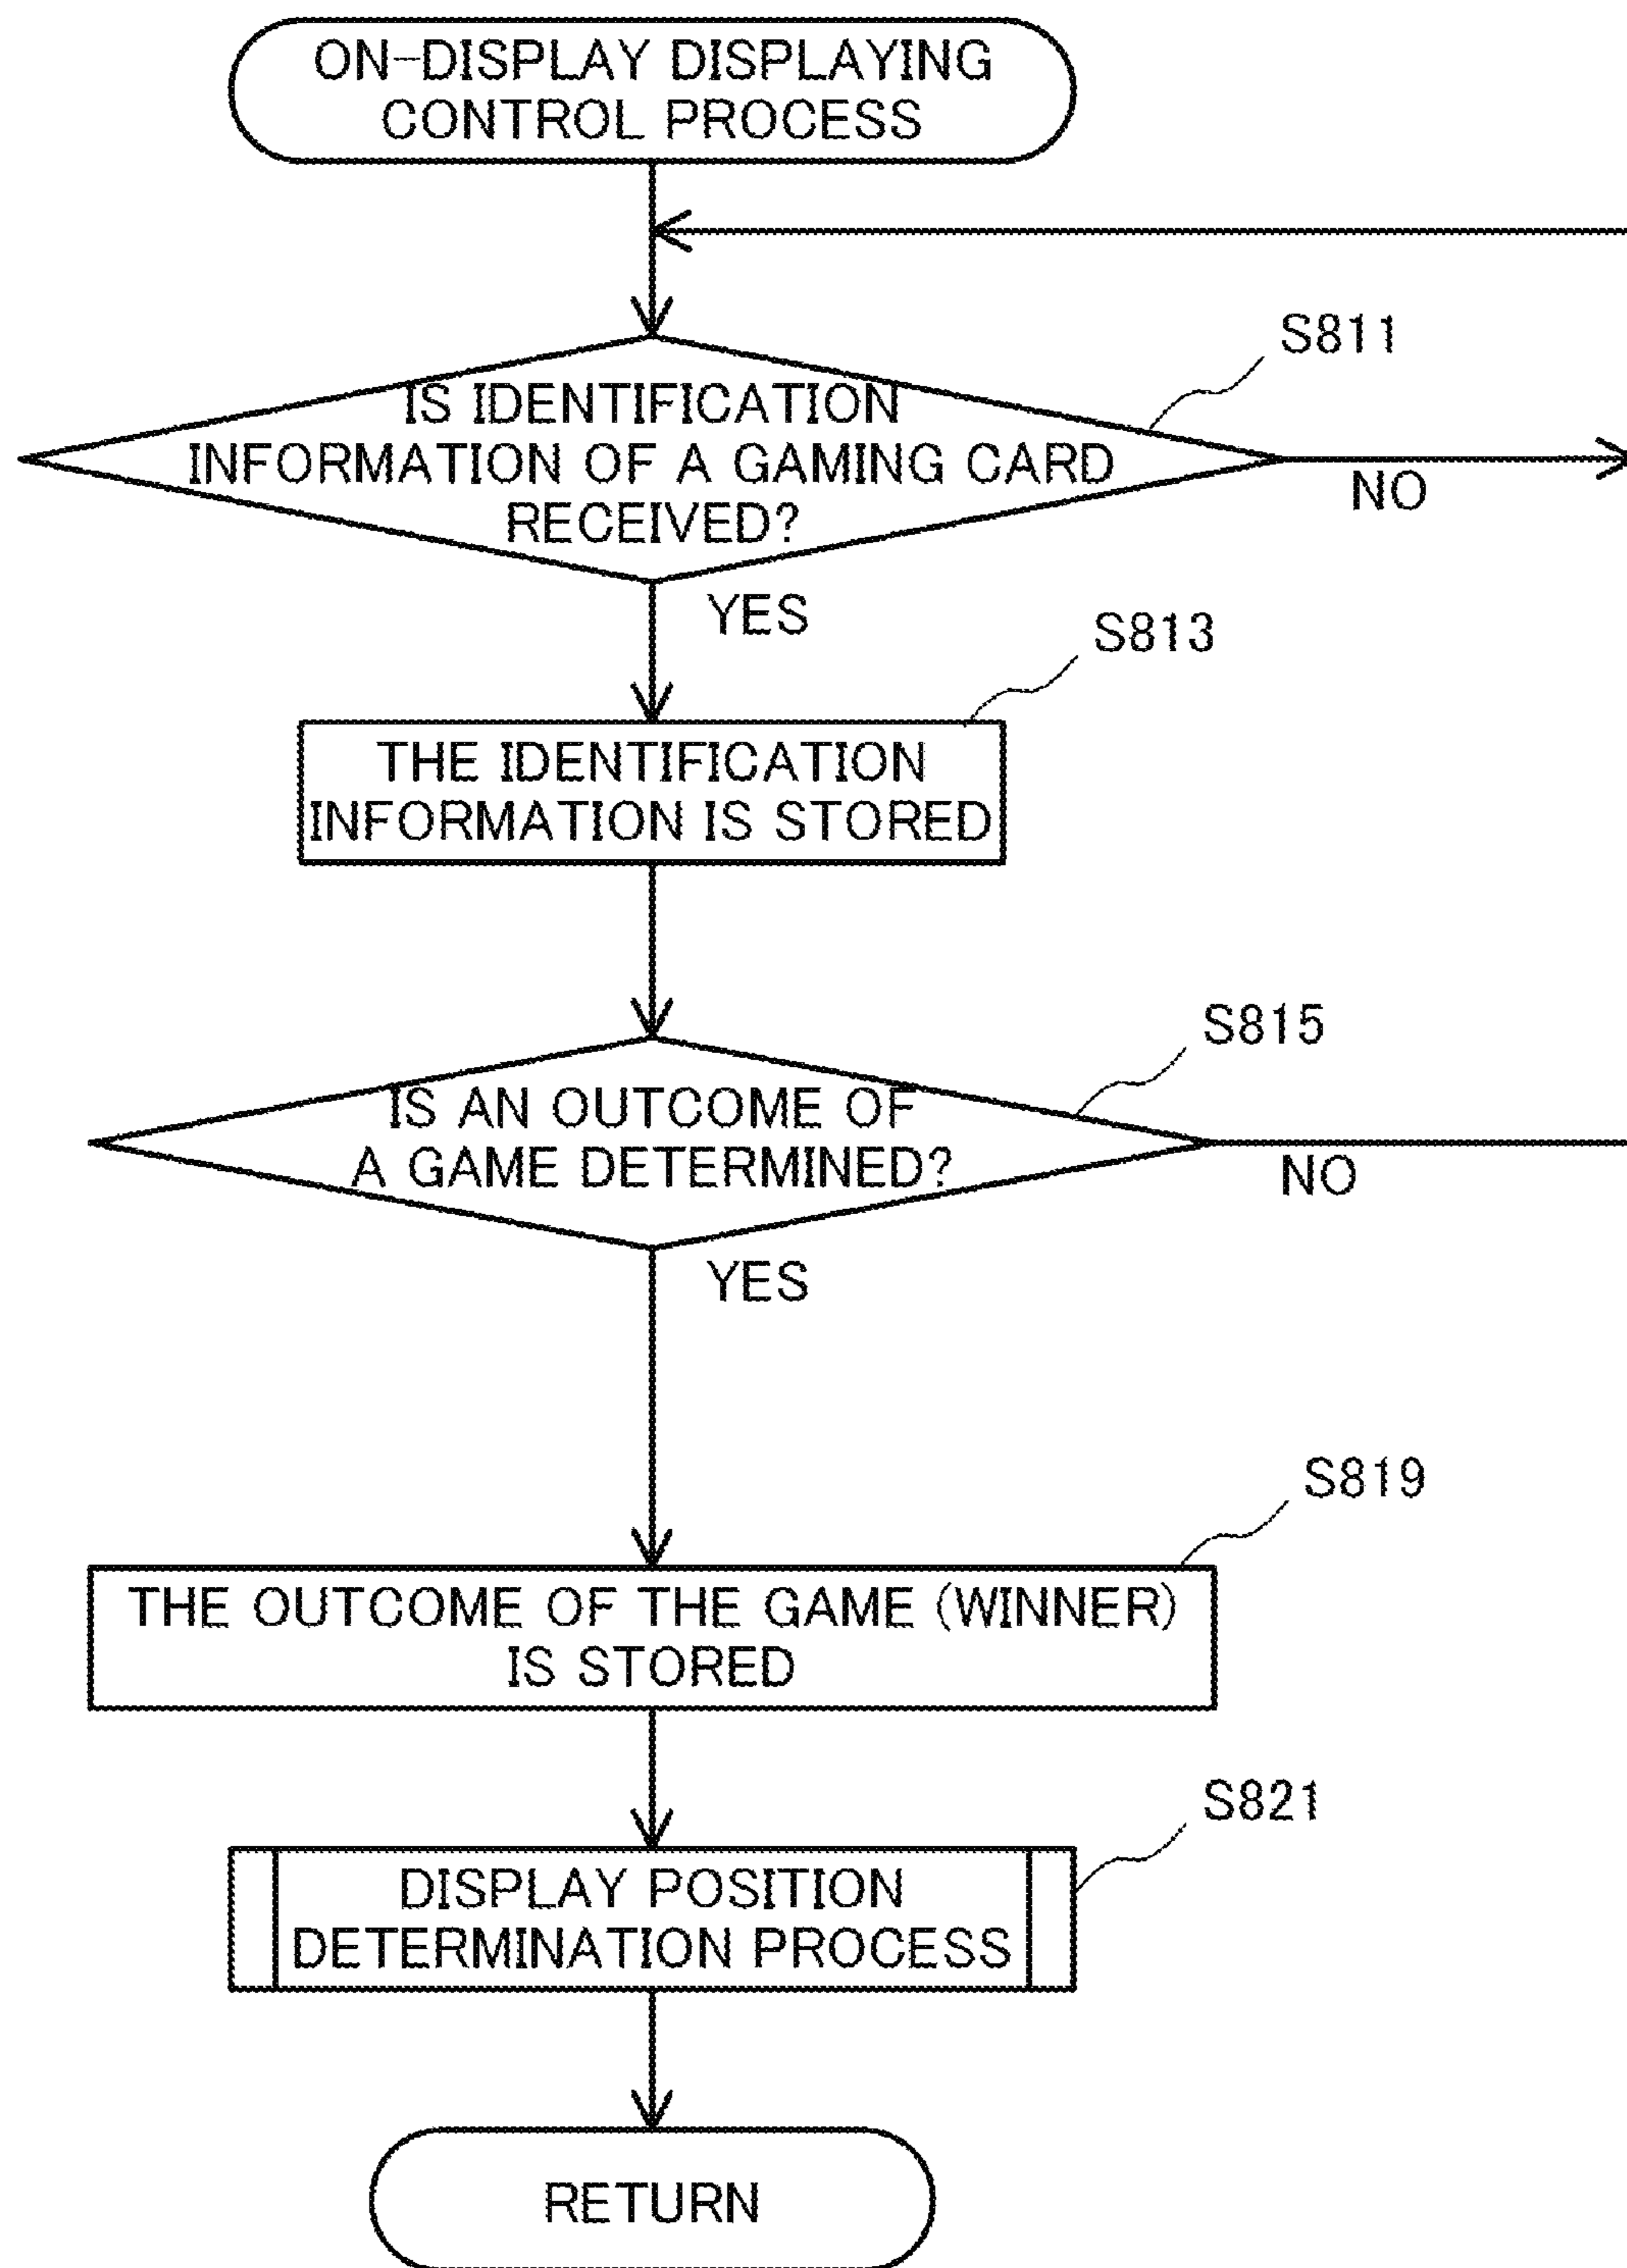 ON-DISPLAY DISPLAYING
CONTROL PROCESS
S811
IS IDENTIFICATION
INFORMATION OF A GAMING CARD
RECEIVED?
NO
YES
S813
THE IDENTIFICATION
INFORMATION IS STORED
S815
IS AN OUTCOME OF
A GAME DETERMINED?
NO
YES
S819
THE OUTCOME OF THE GAME (WINNER)
IS STORED
S821
DISPLAY POSITION
DETERMINATION PROCESS
RETURN